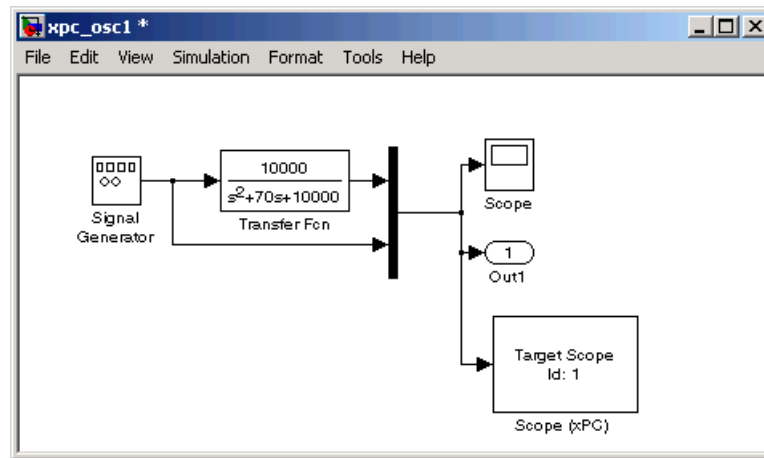 xpc_osc1 *
File Edit View Simulation Format Tools Help
10000
s²+70s+10000
Transfer Fcn
Signal
Generator
Scope
1
Out1
Target Scope
Id: 1
Scope (xPC)